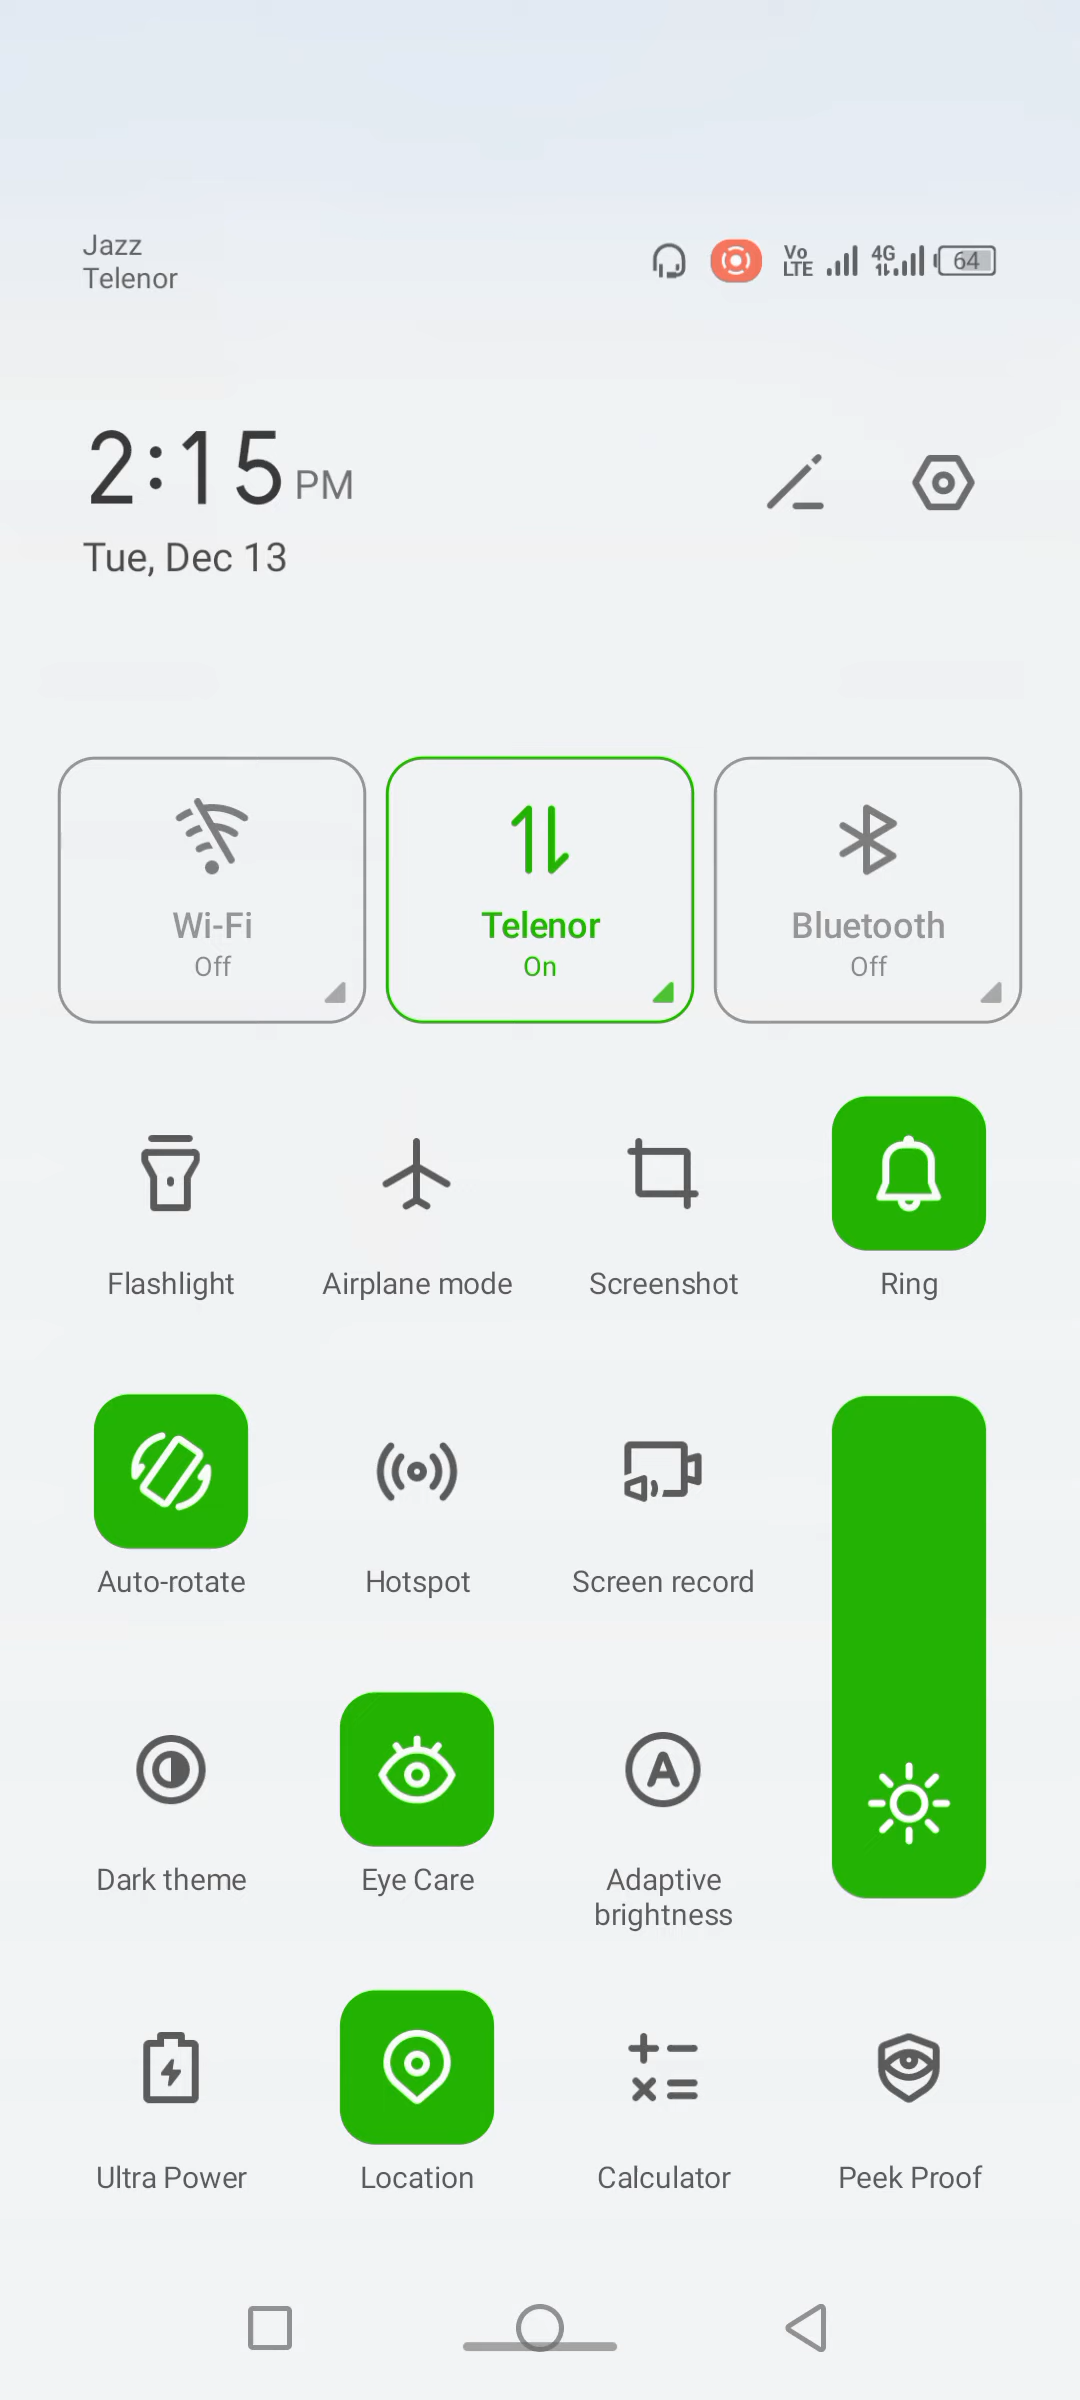 Jazz
Telenor
Vo
LTE
4G
64
2:15 PM
Tue, Dec 13
Wi-Fi
Off
Telenor
On
Bluetooth
Off
Flashlight
Airplane mode
Screenshot
Ring
Auto-rotate
Hotspot
Screen record
Dark theme
Eye Care
A
Adaptive
brightness
Ultra Power
Location
Calculator
Peek Proof